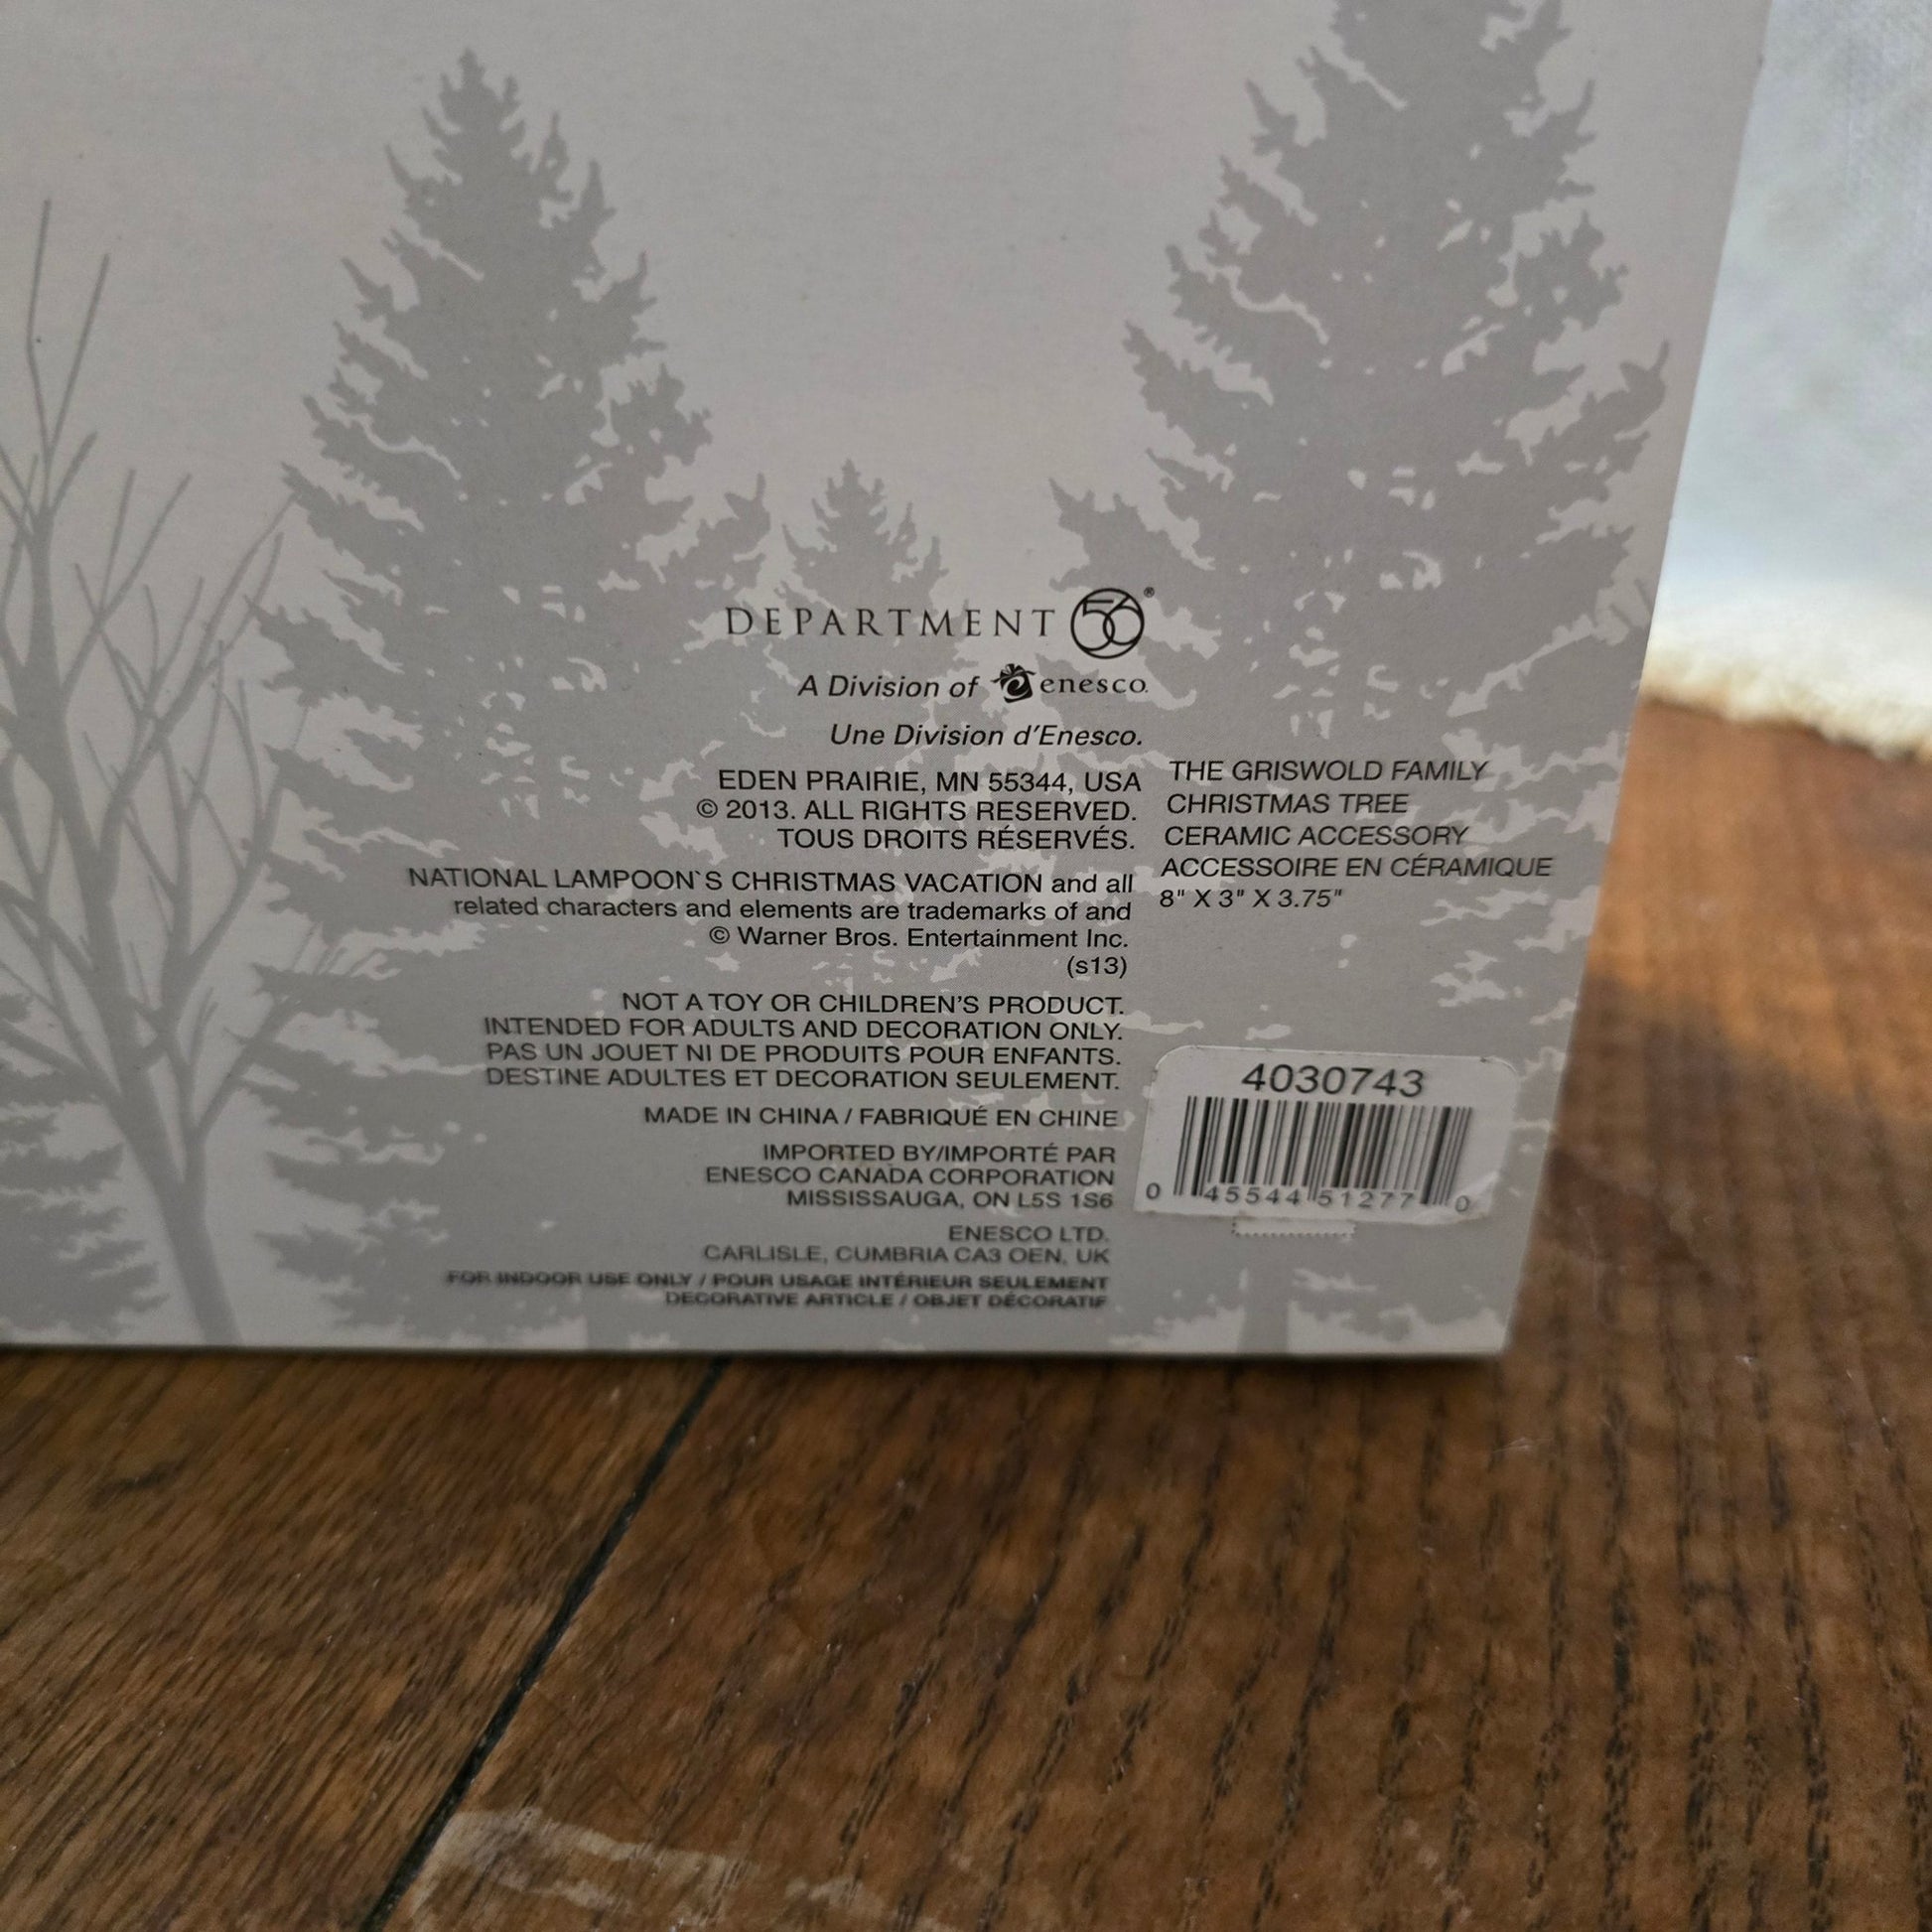 DEPARTMENT 56®
A Division of enesco.
Une Division d'Enesco.
EDEN PRAIRIE, MN 55344, USA
© 2013. ALL RIGHTS RESERVED.
TOUS DROITS RÉSERVÉS.
NATIONAL LAMPOON`S CHRISTMAS VACATION and all
related characters and elements are trademarks of and
© Warner Bros. Entertainment Inc.
(s13)
NOT A TOY OR CHILDREN'S PRODUCT.
INTENDED FOR ADULTS AND DECORATION ONLY.
PAS UN JOUET NI DE PRODUITS POUR ENFANTS.
DESTINE ADULTES ET DECORATION SEULEMENT.
MADE IN CHINA / FABRIQUÉ EN CHINE
IMPORTED BY/IMPORTÉ PAR
ENESCO CANADA CORPORATION
MISSISSAUGA, ON L5S 1S6
ENESCO LTD.
CARLISLE, CUMBRIA CA3 OEN, UK
FOR INDOOR USE ONLY / POUR USAGE INTÉRIEUR SEULEMENT
DECORATIVE ARTICLE / OBJET DÉCORATIF
THE GRISWOLD FAMILY
CHRISTMAS TREE
CERAMIC ACCESSORY
ACCESSOIRE EN CÉRAMIQUE
8" X 3" X 3.75"
4030743
0 45544 51277 0